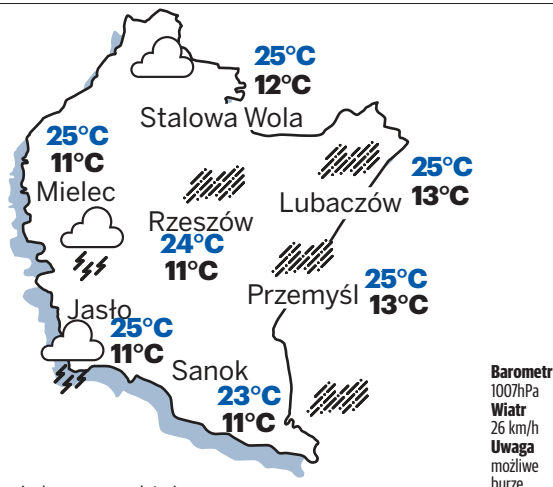 25°C
12°C
Stalowa Wola
25°C
11°C
Mielec
25°C
13°C
Lubaczów
Rzeszów
24°C
11°C
25°C
13°C
Przemyśl
Jasło
25°C
11°C
Sanok
23°C
11°C
Barometr
1007hPa
Wiatr
26 km/h
Uwaga
możliwe
burze